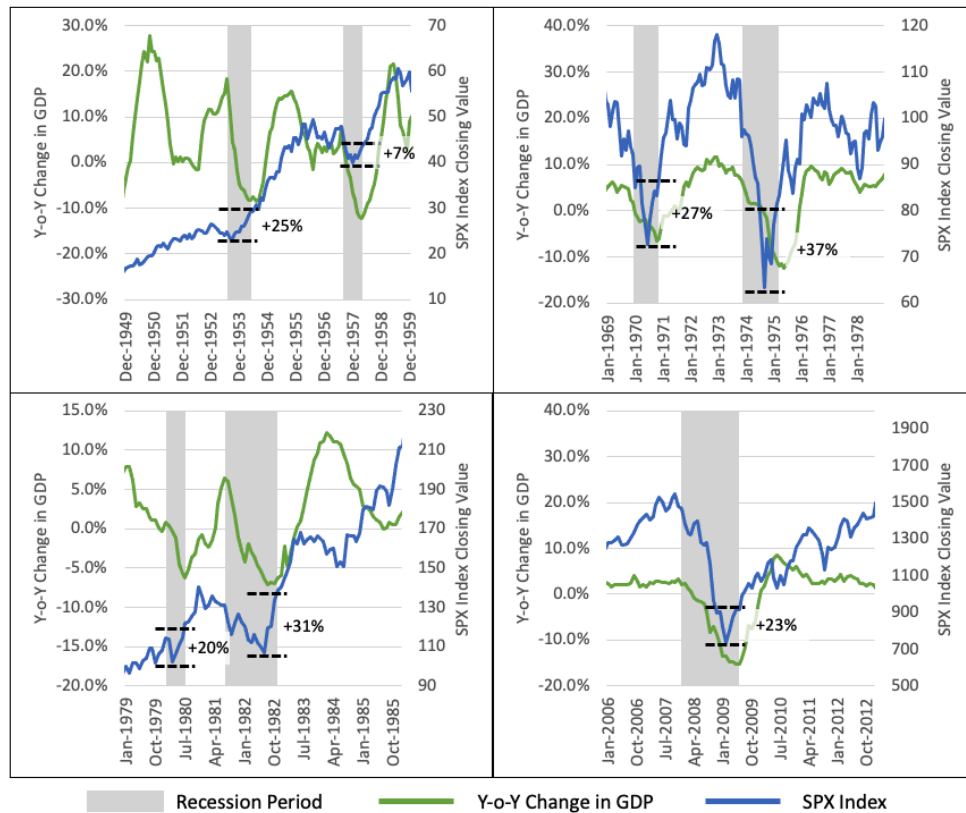 Y-o-Y Change in GDP
30.0%
20.0%
10.0%
0.0%
-10.0%
-20.0%
-30.0%
+25%
+7%
70
60
50
40
30
20
10
SPX Index Closing Value
Dec-1949
Dec-1950
Dec-1951
Dec-1952
Dec-1953
Dec-1954
Dec-1955
Dec-1956
Dec-1957
Dec-1958
Dec-1959
Y-o-Y Change in GDP
40.0%
30.0%
20.0%
10.0%
0.0%
-10.0%
-20.0%
+27%
+37%
120
110
100
90
80
70
60
SPX Index Closing Value
Jan-1969
Jan-1970
Jan-1971
Jan-1972
Jan-1973
Jan-1974
Jan-1975
Jan-1976
Jan-1977
Jan-1978
Y-o-Y Change in GDP
15.0%
10.0%
5.0%
0.0%
-5.0%
-10.0%
-15.0%
-20.0%
+20%
+31%
230
210
190
170
150
130
110
90
SPX Index Closing Value
Jan-1979
Oct-1979
Jul-1980
Apr-1981
Jan-1982
Oct-1982
Jul-1983
Apr-1984
Jan-1985
Oct-1985
Y-o-Y Change in GDP
40.0%
30.0%
20.0%
10.0%
0.0%
-10.0%
-20.0%
+23%
1900
1700
1500
1300
1100
900
700
500
SPX Index Closing Value
Jan-2006
Oct-2006
Jul-2007
Apr-2008
Jan-2009
Oct-2009
Jul-2010
Apr-2011
Jan-2012
Oct-2012
Recession Period
Y-o-Y Change in GDP
SPX Index